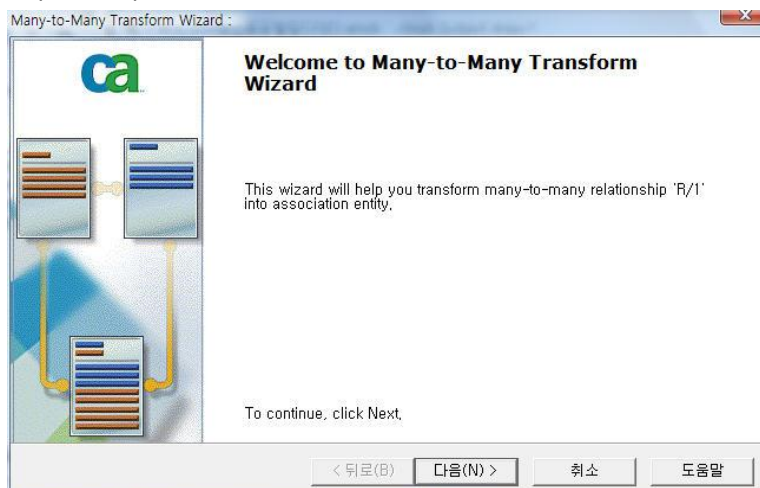 Many-to-Many Transform Wizard :
ca
Welcome to Many-to-Many Transform
Wizard
This wizard will help you transform many-to-many relationship 'R/1'
into association entity,
To continue, click Next,
< 뒤로(B)
다음(N) >
취소
도움말